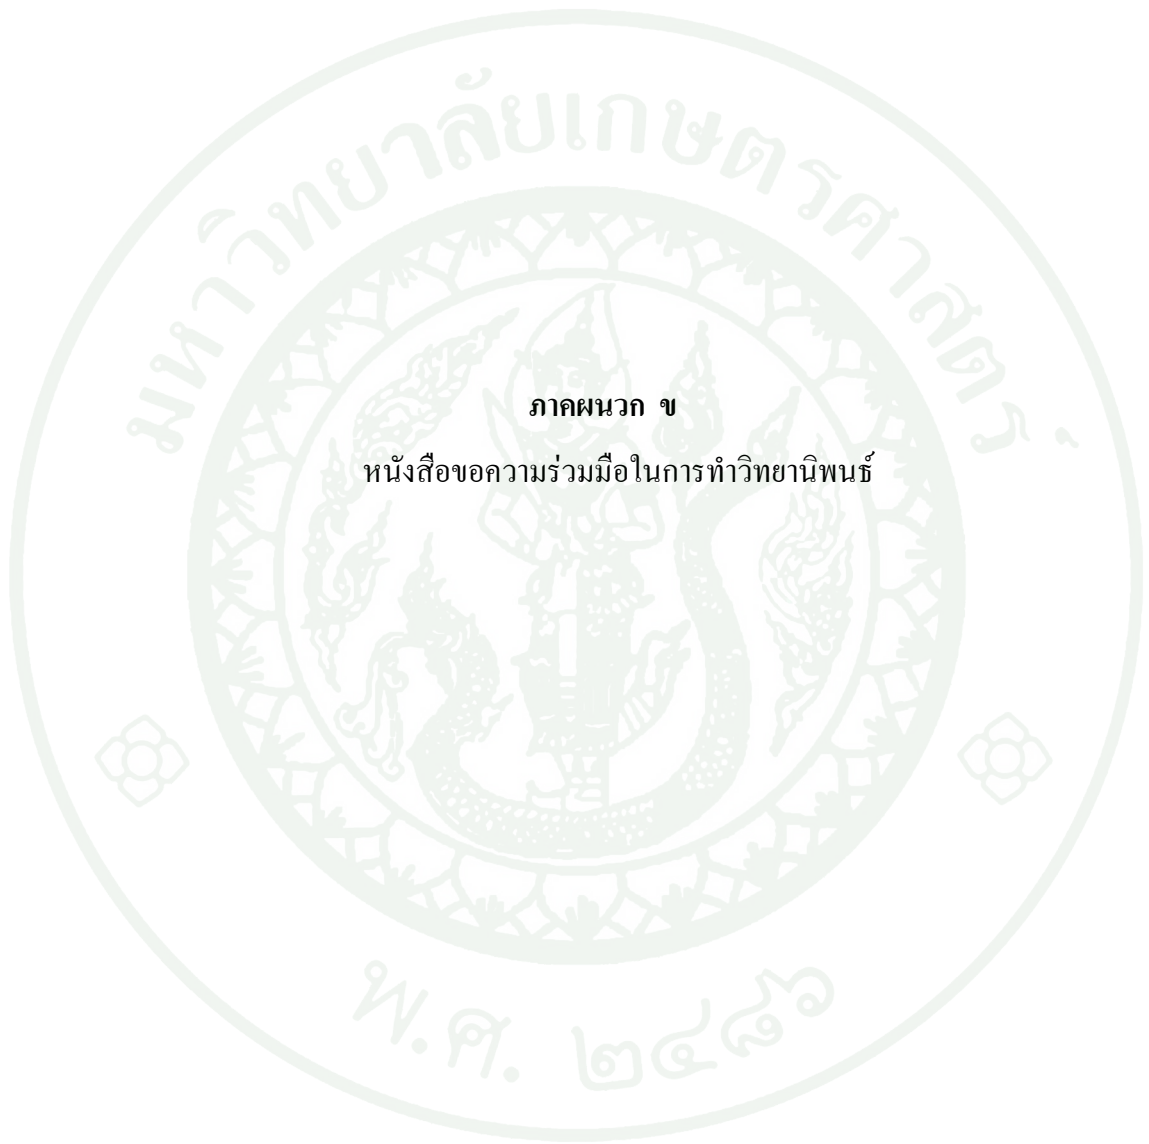 มหาวิทยาลัยเกษตรศาสตร์
ภาคผนวก ข
หนังสือขอความร่วมมือในการทำวิทยานิพนธ์
พ.ศ. ๒๔๘๖